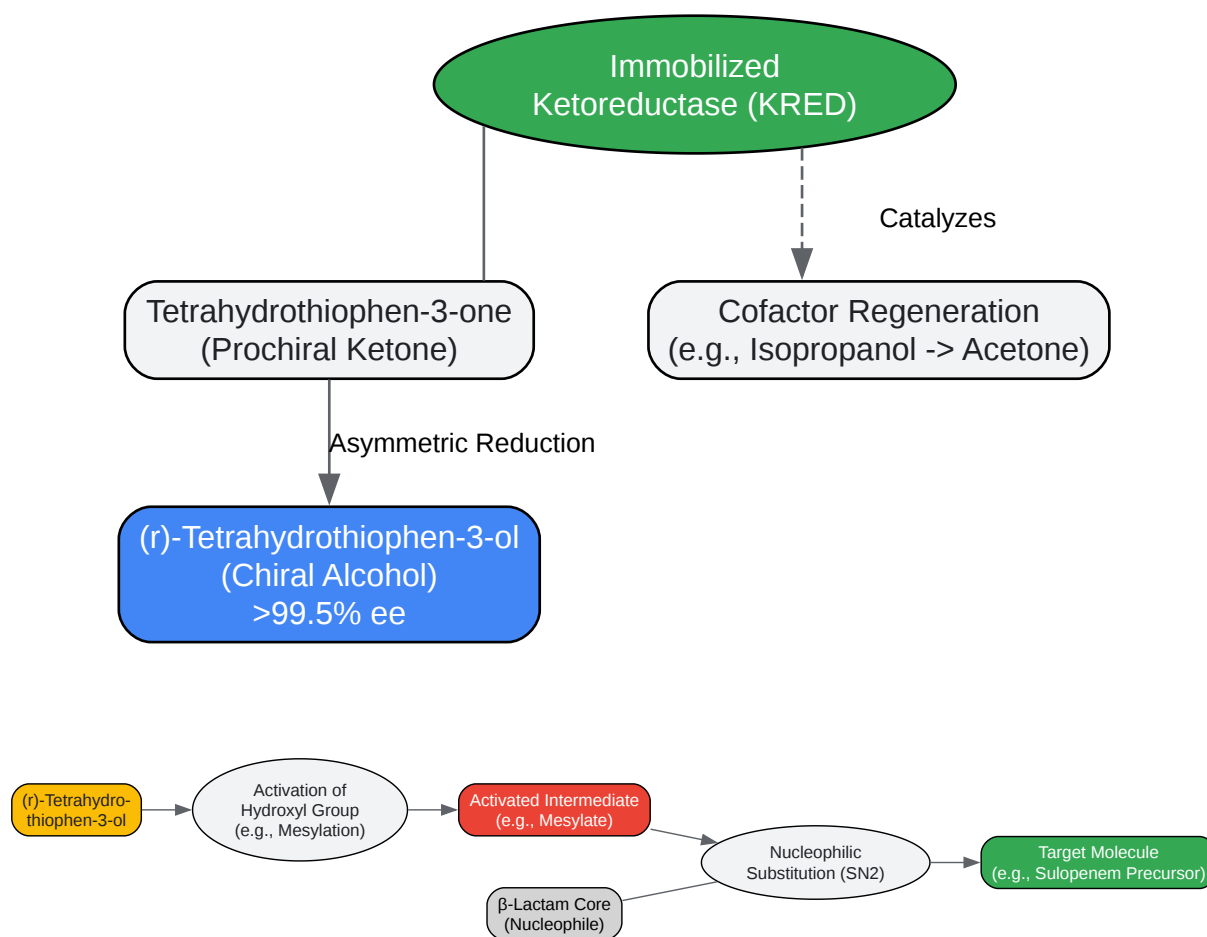 Immobilized
Ketoreductase (KRED)
Catalyzes
Tetrahydrothiophen-3-one
(Prochiral Ketone)
Cofactor Regeneration
(e.g., Isopropanol -> Acetone)
Asymmetric Reduction
(r)-Tetrahydrothiophen-3-ol
(Chiral Alcohol)
>99.5% ee
(r)-Tetrahydro-
thiophen-3-ol
Activation of
Hydroxyl Group
(e.g., Mesylation)
Activated Intermediate
(e.g., Mesylate)
β-Lactam Core
(Nucleophile)
Nucleophilic
Substitution (SN2)
Target Molecule
(e.g., Sulopenem Precursor)